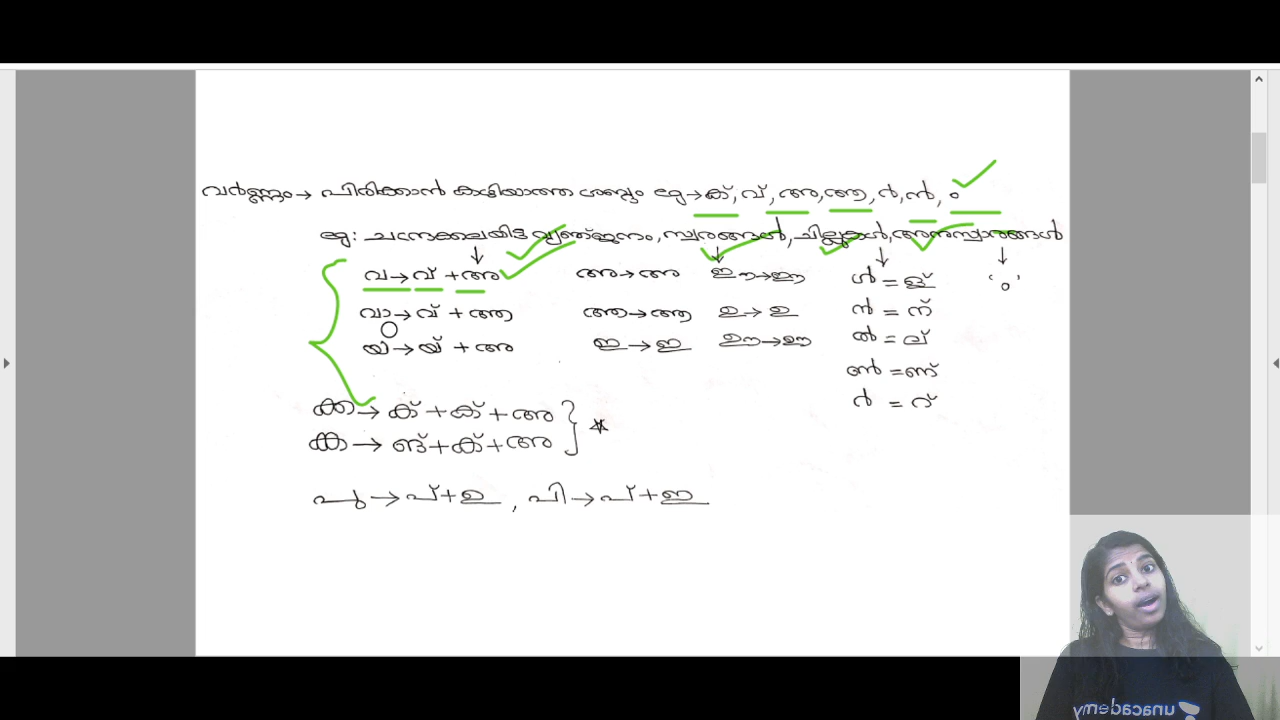 വർണ്ണം → പിരിക്കാൻ കഴിയാത്ത ശബ്ദം eg → ക്, വ്, അ, ആ, ൻ, ൻ, ം
eg: ചന്ദ്രക്കലയിട്ട വ്യഞ്ജനം, സ്വരങ്ങൾ, ചില്ലുകൾ, അനുസ്വാരങ്ങൾ
വ → വ് + അ അ → അ ഈ → ഈ ൾ = ള് ' ം '
വാ → വ് + ആ ആ → ആ ഉ → ഉ ൻ = ന്
യ → യ് + അ ഇ → ഇ ഊ → ഊ ൽ = ല്
ൺ = ണ്
ക്ക → ക് + ക് + അ ർ = റ്
ങ്ക → ങ് + ക് + അ
പു → പ് + ഉ , പി → പ് + ഇ
unacademy